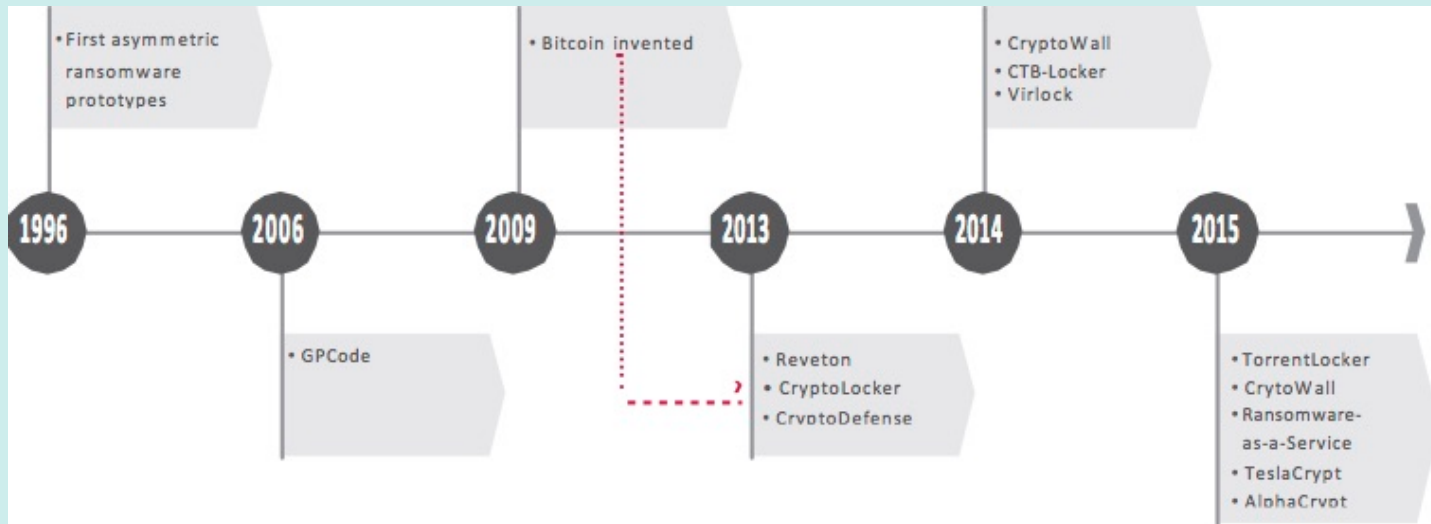 • First asymmetric
ransomware
prototypes
• Bitcoin invented
• CryptoWall
• CTB-Locker
• Virlock
1996
2006
2009
2013
2014
2015
• GPCode
• Reveton
• CryptoLocker
• CryptoDefense
• TorrentLocker
• CrytoWall
• Ransomware-
as-a-Service
• TeslaCrypt
• AlphaCrypt